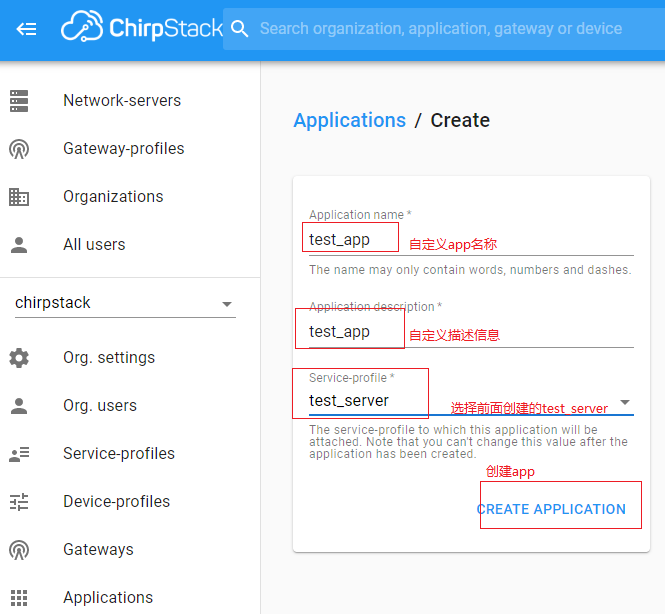 ChirpStack
Search organization, application, gateway or device
Network-servers
Gateway-profiles
Organizations
All users
chirpstack
Org. settings
Org. users
Service-profiles
Device-profiles
Gateways
Applications
Applications / Create
Application name *
test_app 自定义app名称
The name may only contain words, numbers and dashes.
Application description *
test_app 自定义描述信息
Service-profile *
test_server 选择前面创建的test_server
The service-profile to which this application will be
attached. Note that you can't change this value after the
application has been created.
创建app
CREATE APPLICATION